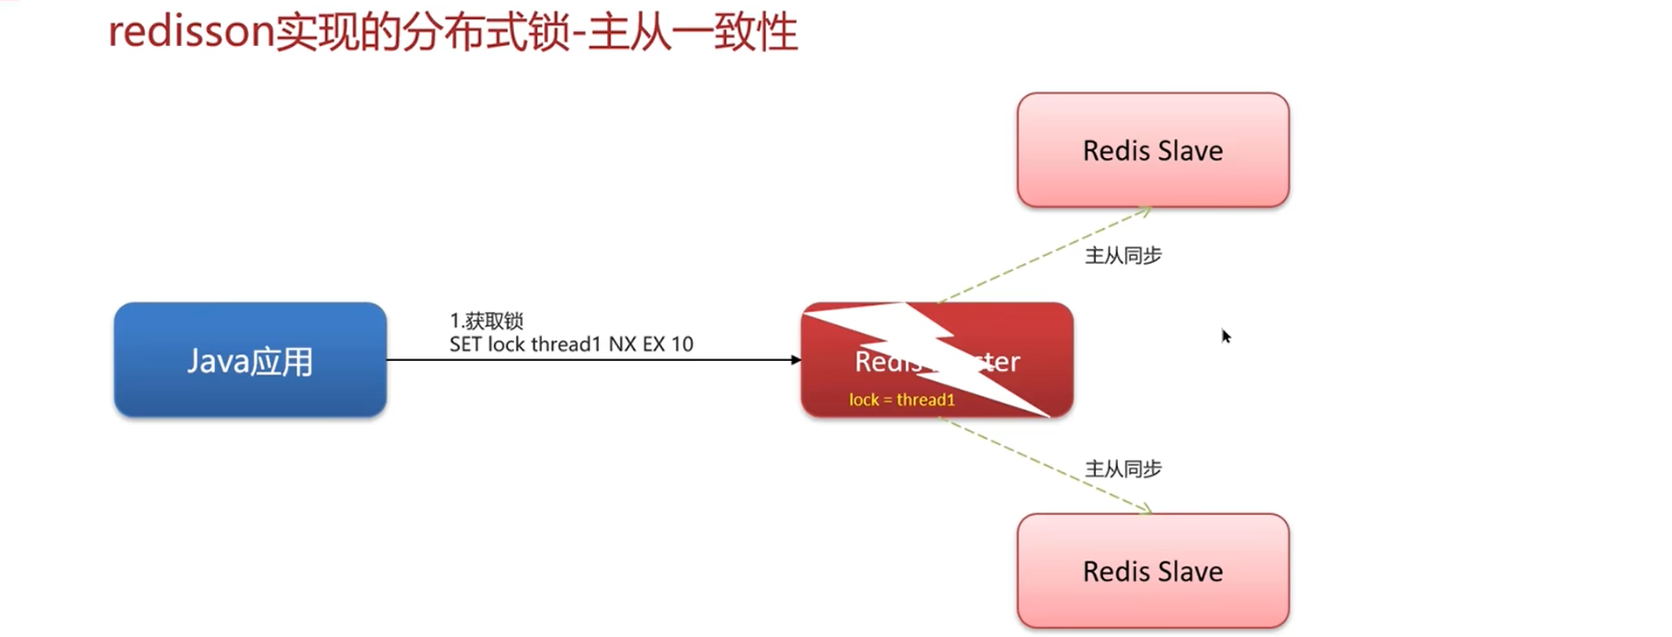 redisson实现的分布式锁-主从一致性
Redis Slave
主从同步
1.获取锁
SET lock thread1 NX EX 10
Java应用
lock = thread1
主从同步
Redis Slave